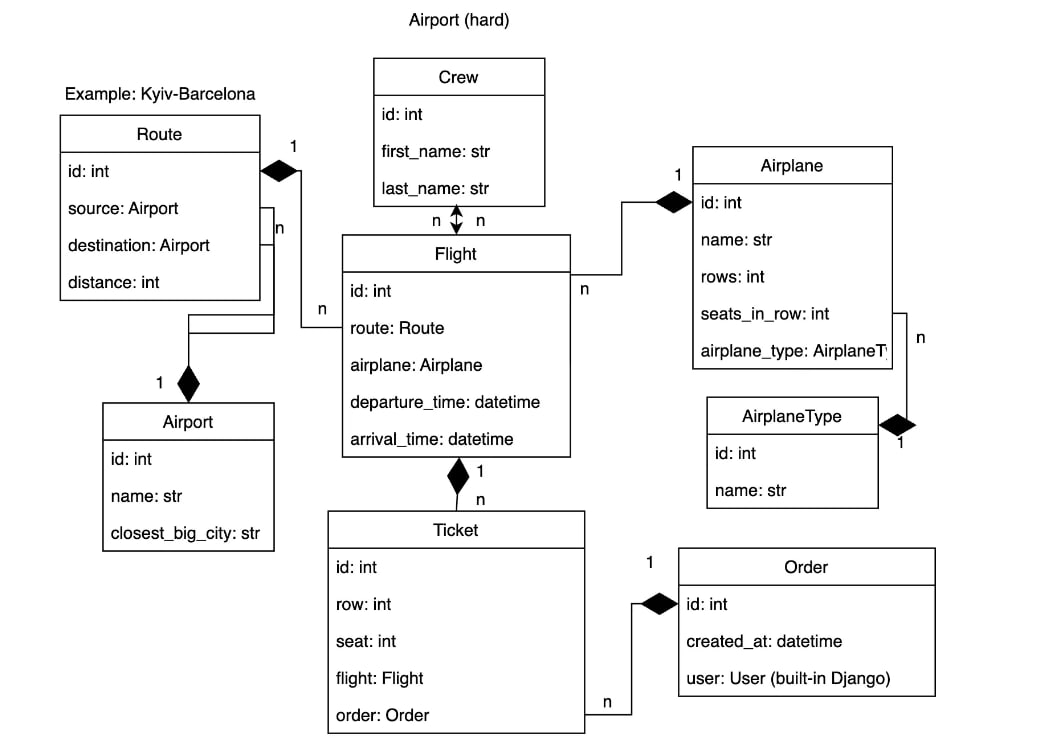 Airport (hard)
Example: Kyiv-Barcelona
Route
id: int
source: Airport
destination: Airport
distance: int
1
n
n
Crew
id: int
first_name: str
last_name: str
n
n
Flight
id: int
route: Route
airplane: Airplane
departure_time: datetime
arrival_time: datetime
1
n
Airplane
id: int
name: str
rows: int
seats_in_row: int
airplane_type: AirplaneTy
n
AirplaneType
id: int
name: str
1
1
Airport
id: int
name: str
closest_big_city: str
1
n
Ticket
id: int
row: int
seat: int
flight: Flight
order: Order
n
1
Order
id: int
created_at: datetime
user: User (built-in Django)